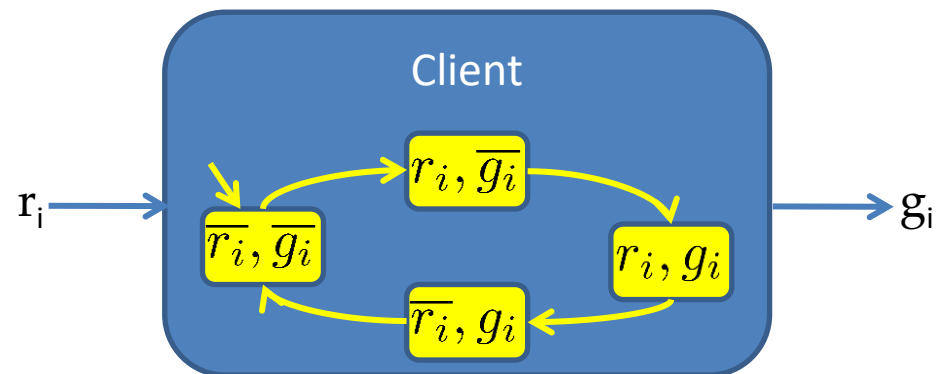 Client
r_i, \overline{g_i}
r_i
\overline{r_i}, \overline{g_i}
r_i, g_i
g_i
\overline{r_i}, g_i